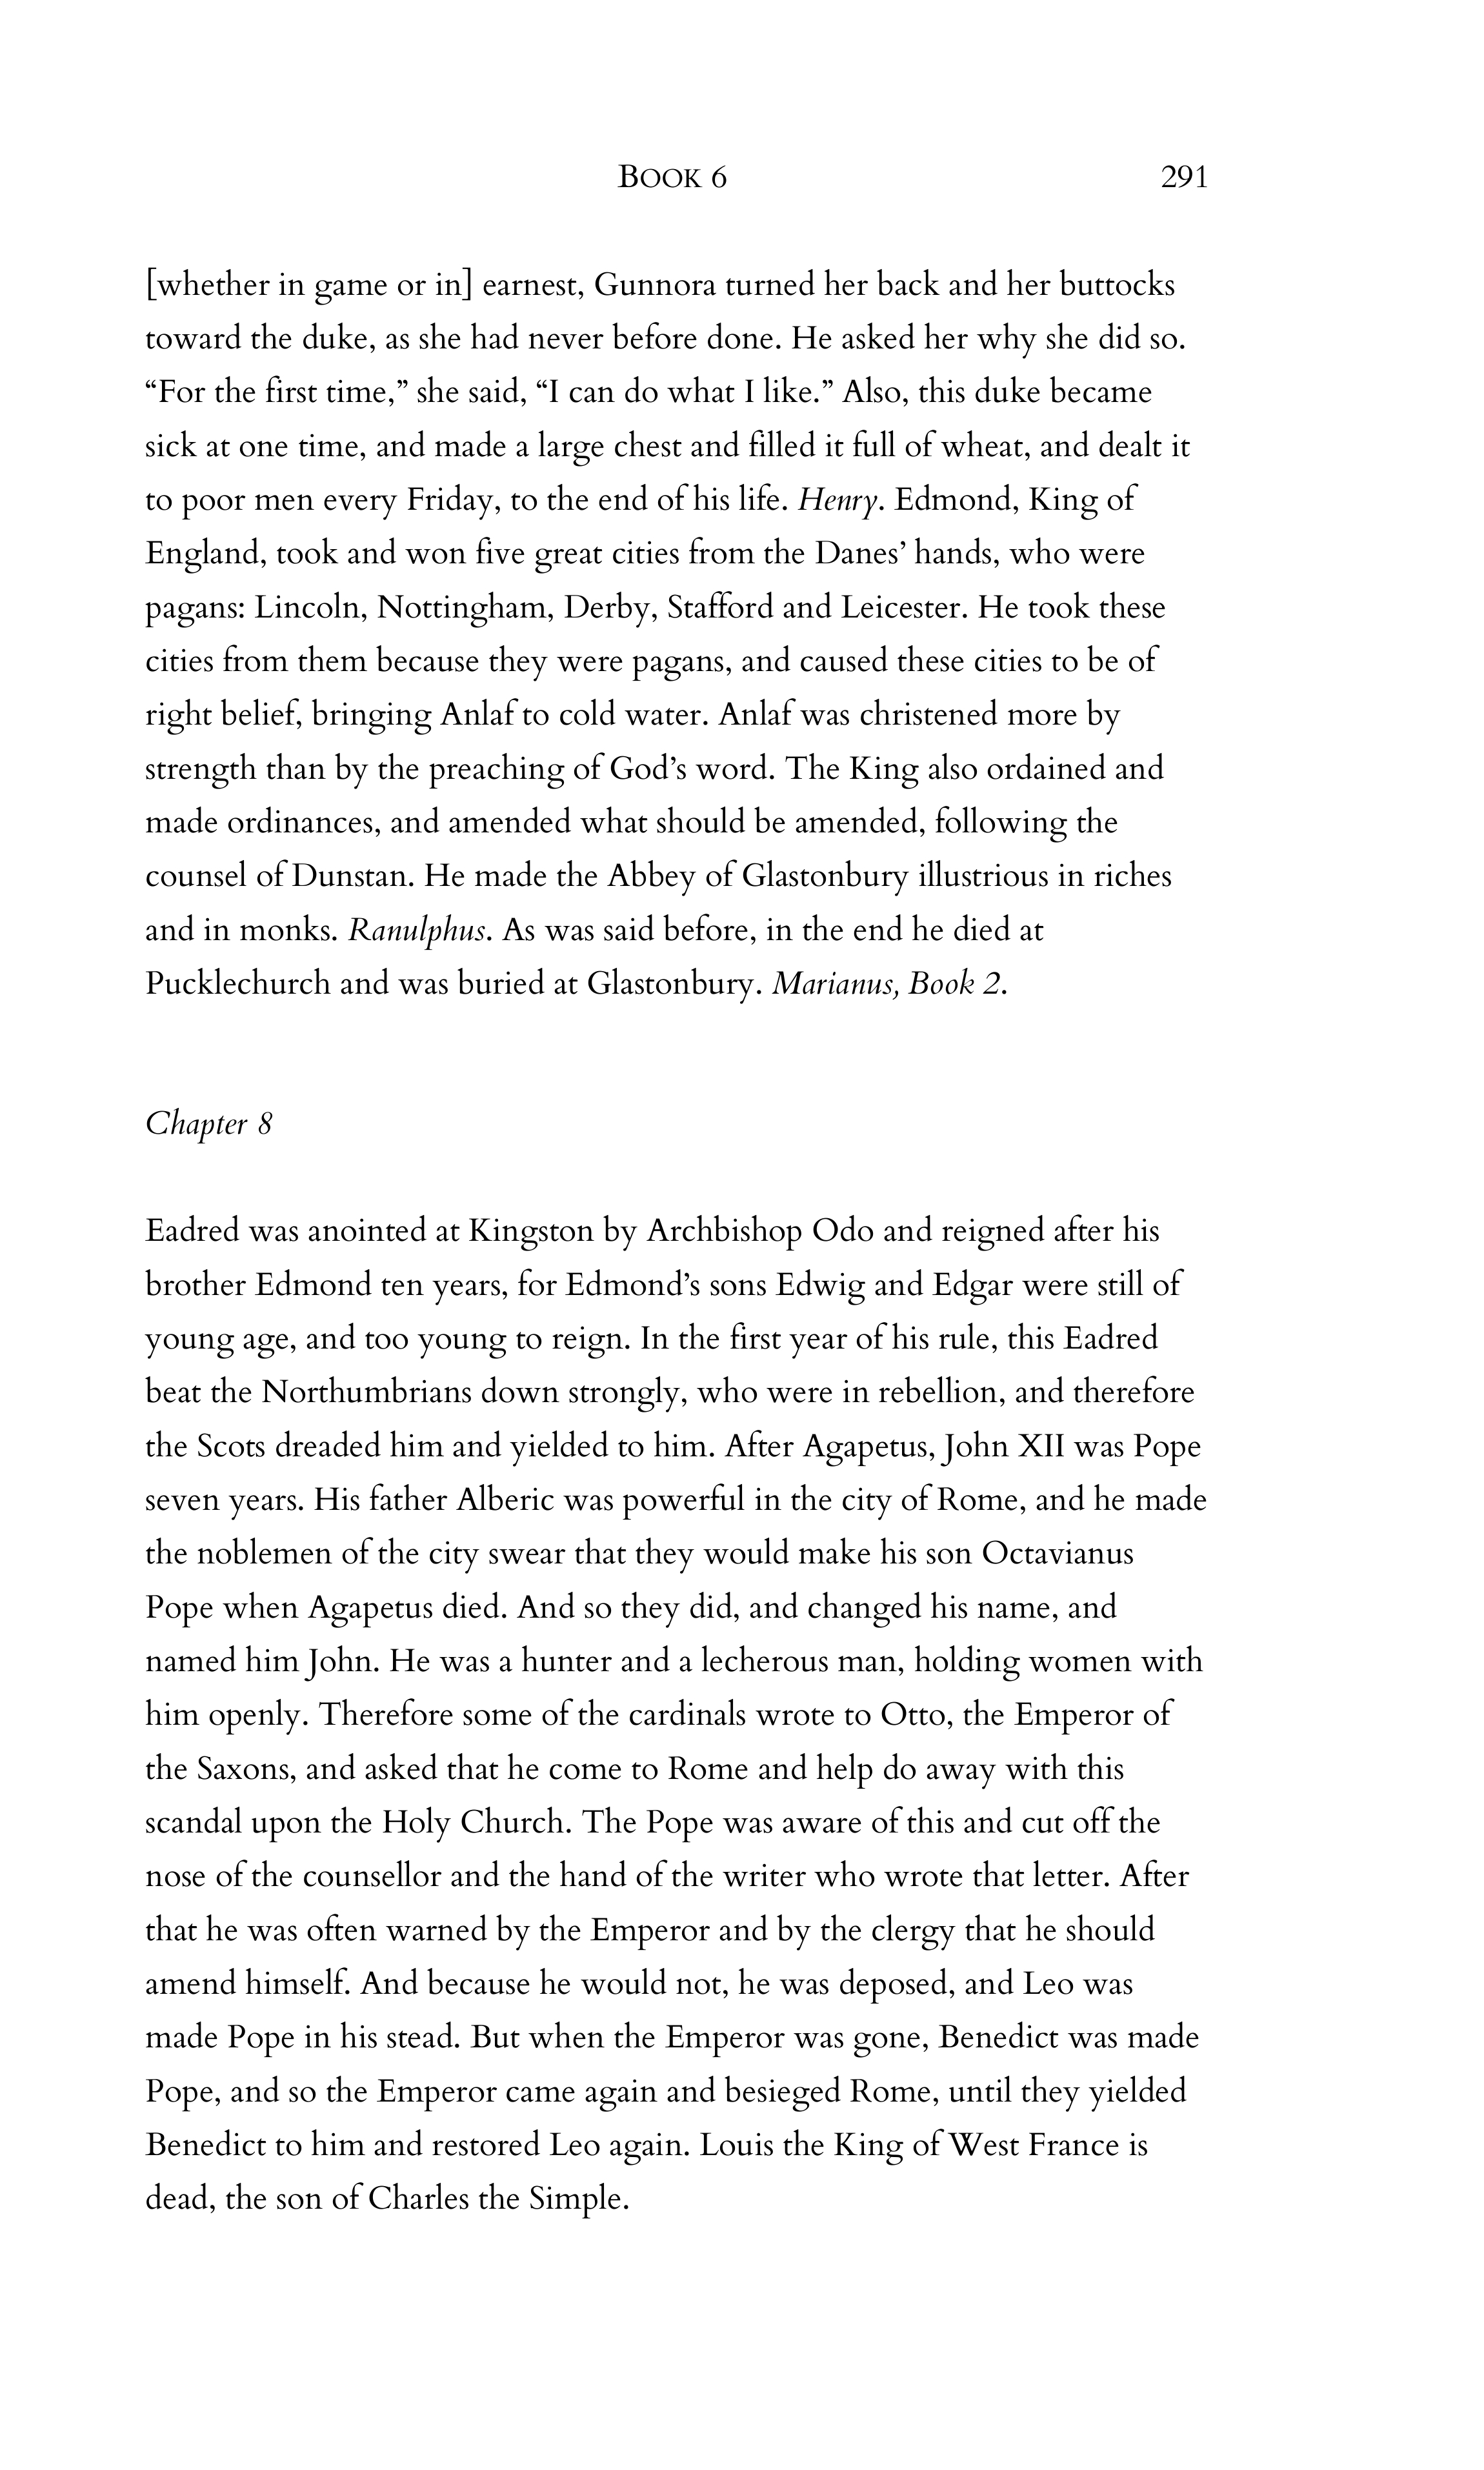 BOOK 6 291
[whether in game or in] earnest, Gunnora turned her back and her buttocks
toward the duke, as she had never before done. He asked her why she did so.
“For the first time,” she said, “I can do what I like.” Also, this duke became
sick at one time, and made a large chest and filled it full of wheat, and dealt it
to poor men every Friday, to the end of his life. Henry. Edmond, King of
England, took and won five great cities from the Danes’ hands, who were
pagans: Lincoln, Nottingham, Derby, Stafford and Leicester. He took these
cities from them because they were pagans, and caused these cities to be of
right belief, bringing Anlaf to cold water. Anlaf was christened more by
strength than by the preaching of God’s word. The King also ordained and
made ordinances, and amended what should be amended, following the
counsel of Dunstan. He made the Abbey of Glastonbury illustrious in riches
and in monks. Ranulphus. As was said before, in the end he died at
Pucklechurch and was buried at Glastonbury. Marianus, Book 2.
Chapter 8
Eadred was anointed at Kingston by Archbishop Odo and reigned after his
brother Edmond ten years, for Edmond’s sons Edwig and Edgar were still of
young age, and too young to reign. In the first year of his rule, this Eadred
beat the Northumbrians down strongly, who were in rebellion, and therefore
the Scots dreaded him and yielded to him. After Agapetus, John XII was Pope
seven years. His father Alberic was powerful in the city of Rome, and he made
the noblemen of the city swear that they would make his son Octavianus
Pope when Agapetus died. And so they did, and changed his name, and
named him John. He was a hunter and a lecherous man, holding women with
him openly. Therefore some of the cardinals wrote to Otto, the Emperor of
the Saxons, and asked that he come to Rome and help do away with this
scandal upon the Holy Church. The Pope was aware of this and cut off the
nose of the counsellor and the hand of the writer who wrote that letter. After
that he was often warned by the Emperor and by the clergy that he should
amend himself. And because he would not, he was deposed, and Leo was
made Pope in his stead. But when the Emperor was gone, Benedict was made
Pope, and so the Emperor came again and besieged Rome, until they yielded
Benedict to him and restored Leo again. Louis the King of West France is
dead, the son of Charles the Simple.